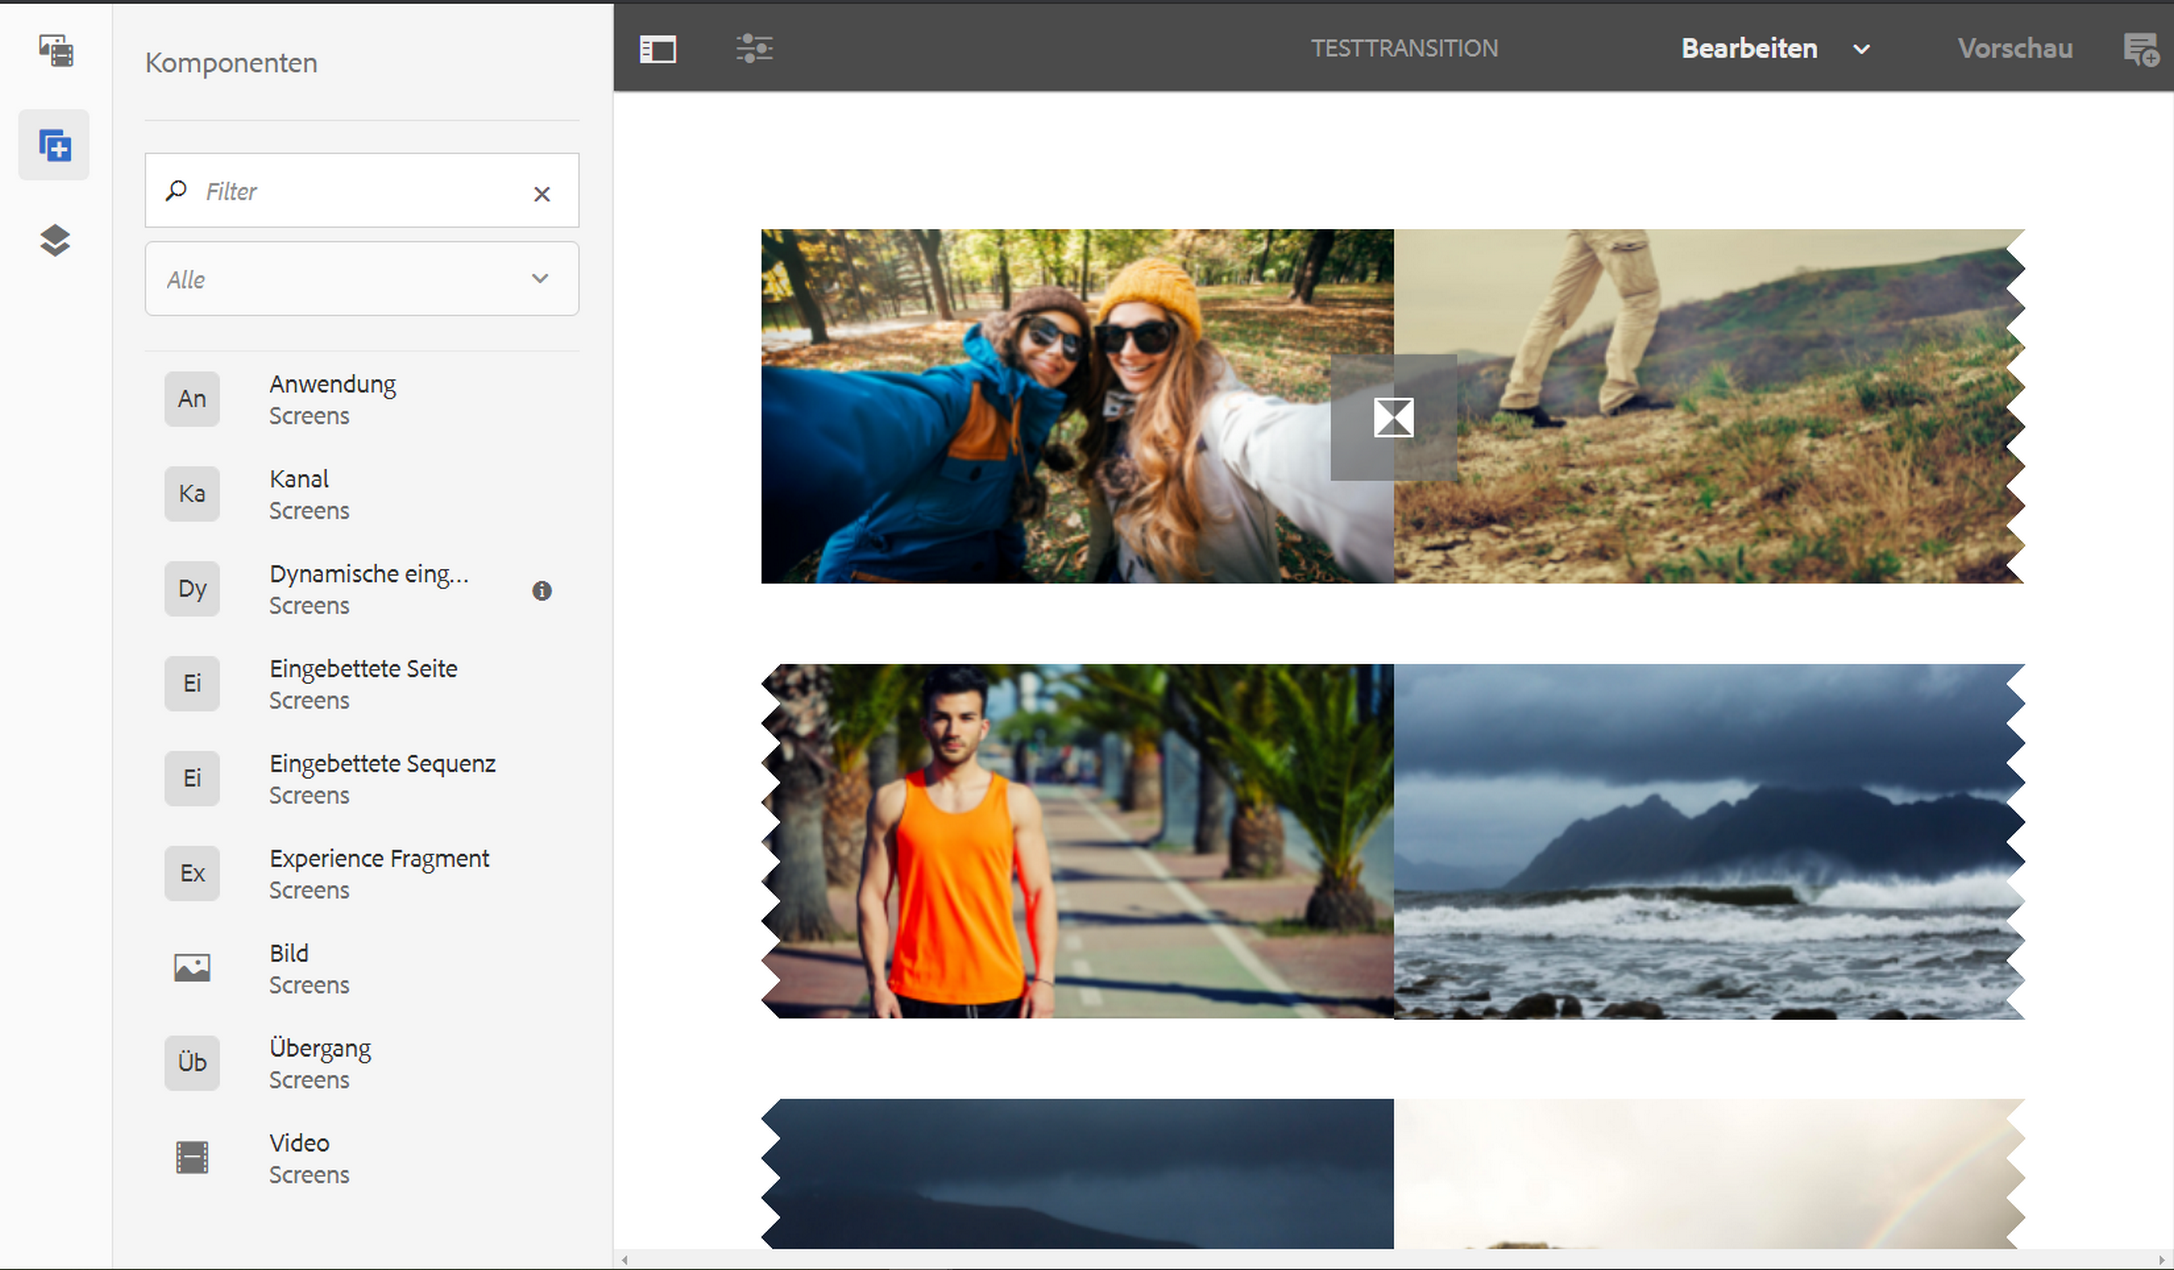 Komponenten
TESTTRANSITION
Bearbeiten
Vorschau
Filter
Alle
An
Anwendung
Screens
Ka
Kanal
Screens
Dy
Dynamische eing...
Screens
Ei
Eingebettete Seite
Screens
Ei
Eingebettete Sequenz
Screens
Ex
Experience Fragment
Screens
Bild
Screens
Üb
Übergang
Screens
Video
Screens